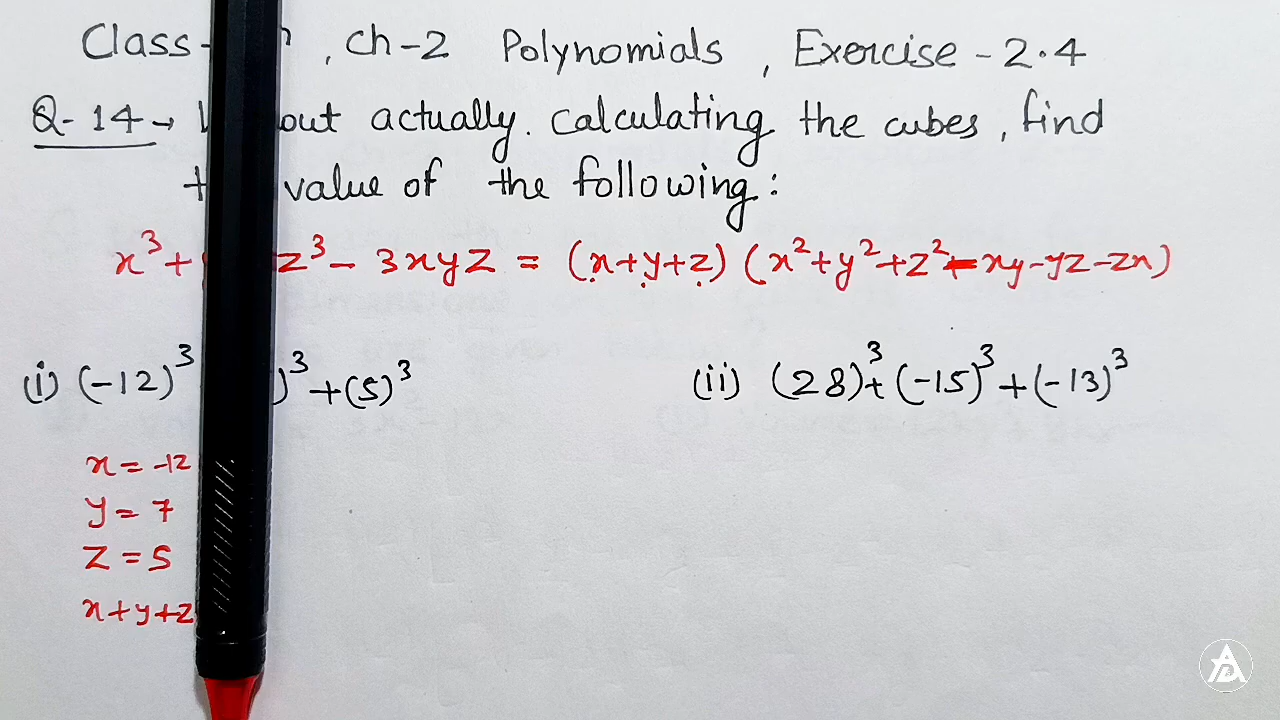 Class- , ch-2 Polynomials , Exercise - 2.4
Q-14→ out actually. calculating the cubes , find
value of the following :
x³+ z³ - 3xyz = (x+y+z) (x²+y²+z²-xy-yz-zx)
(i) (-12)³ )³ +(5)³
(ii) (28)³+(-15)³+(-13)³
x = -12
y = 7
z = 5
x+y+z